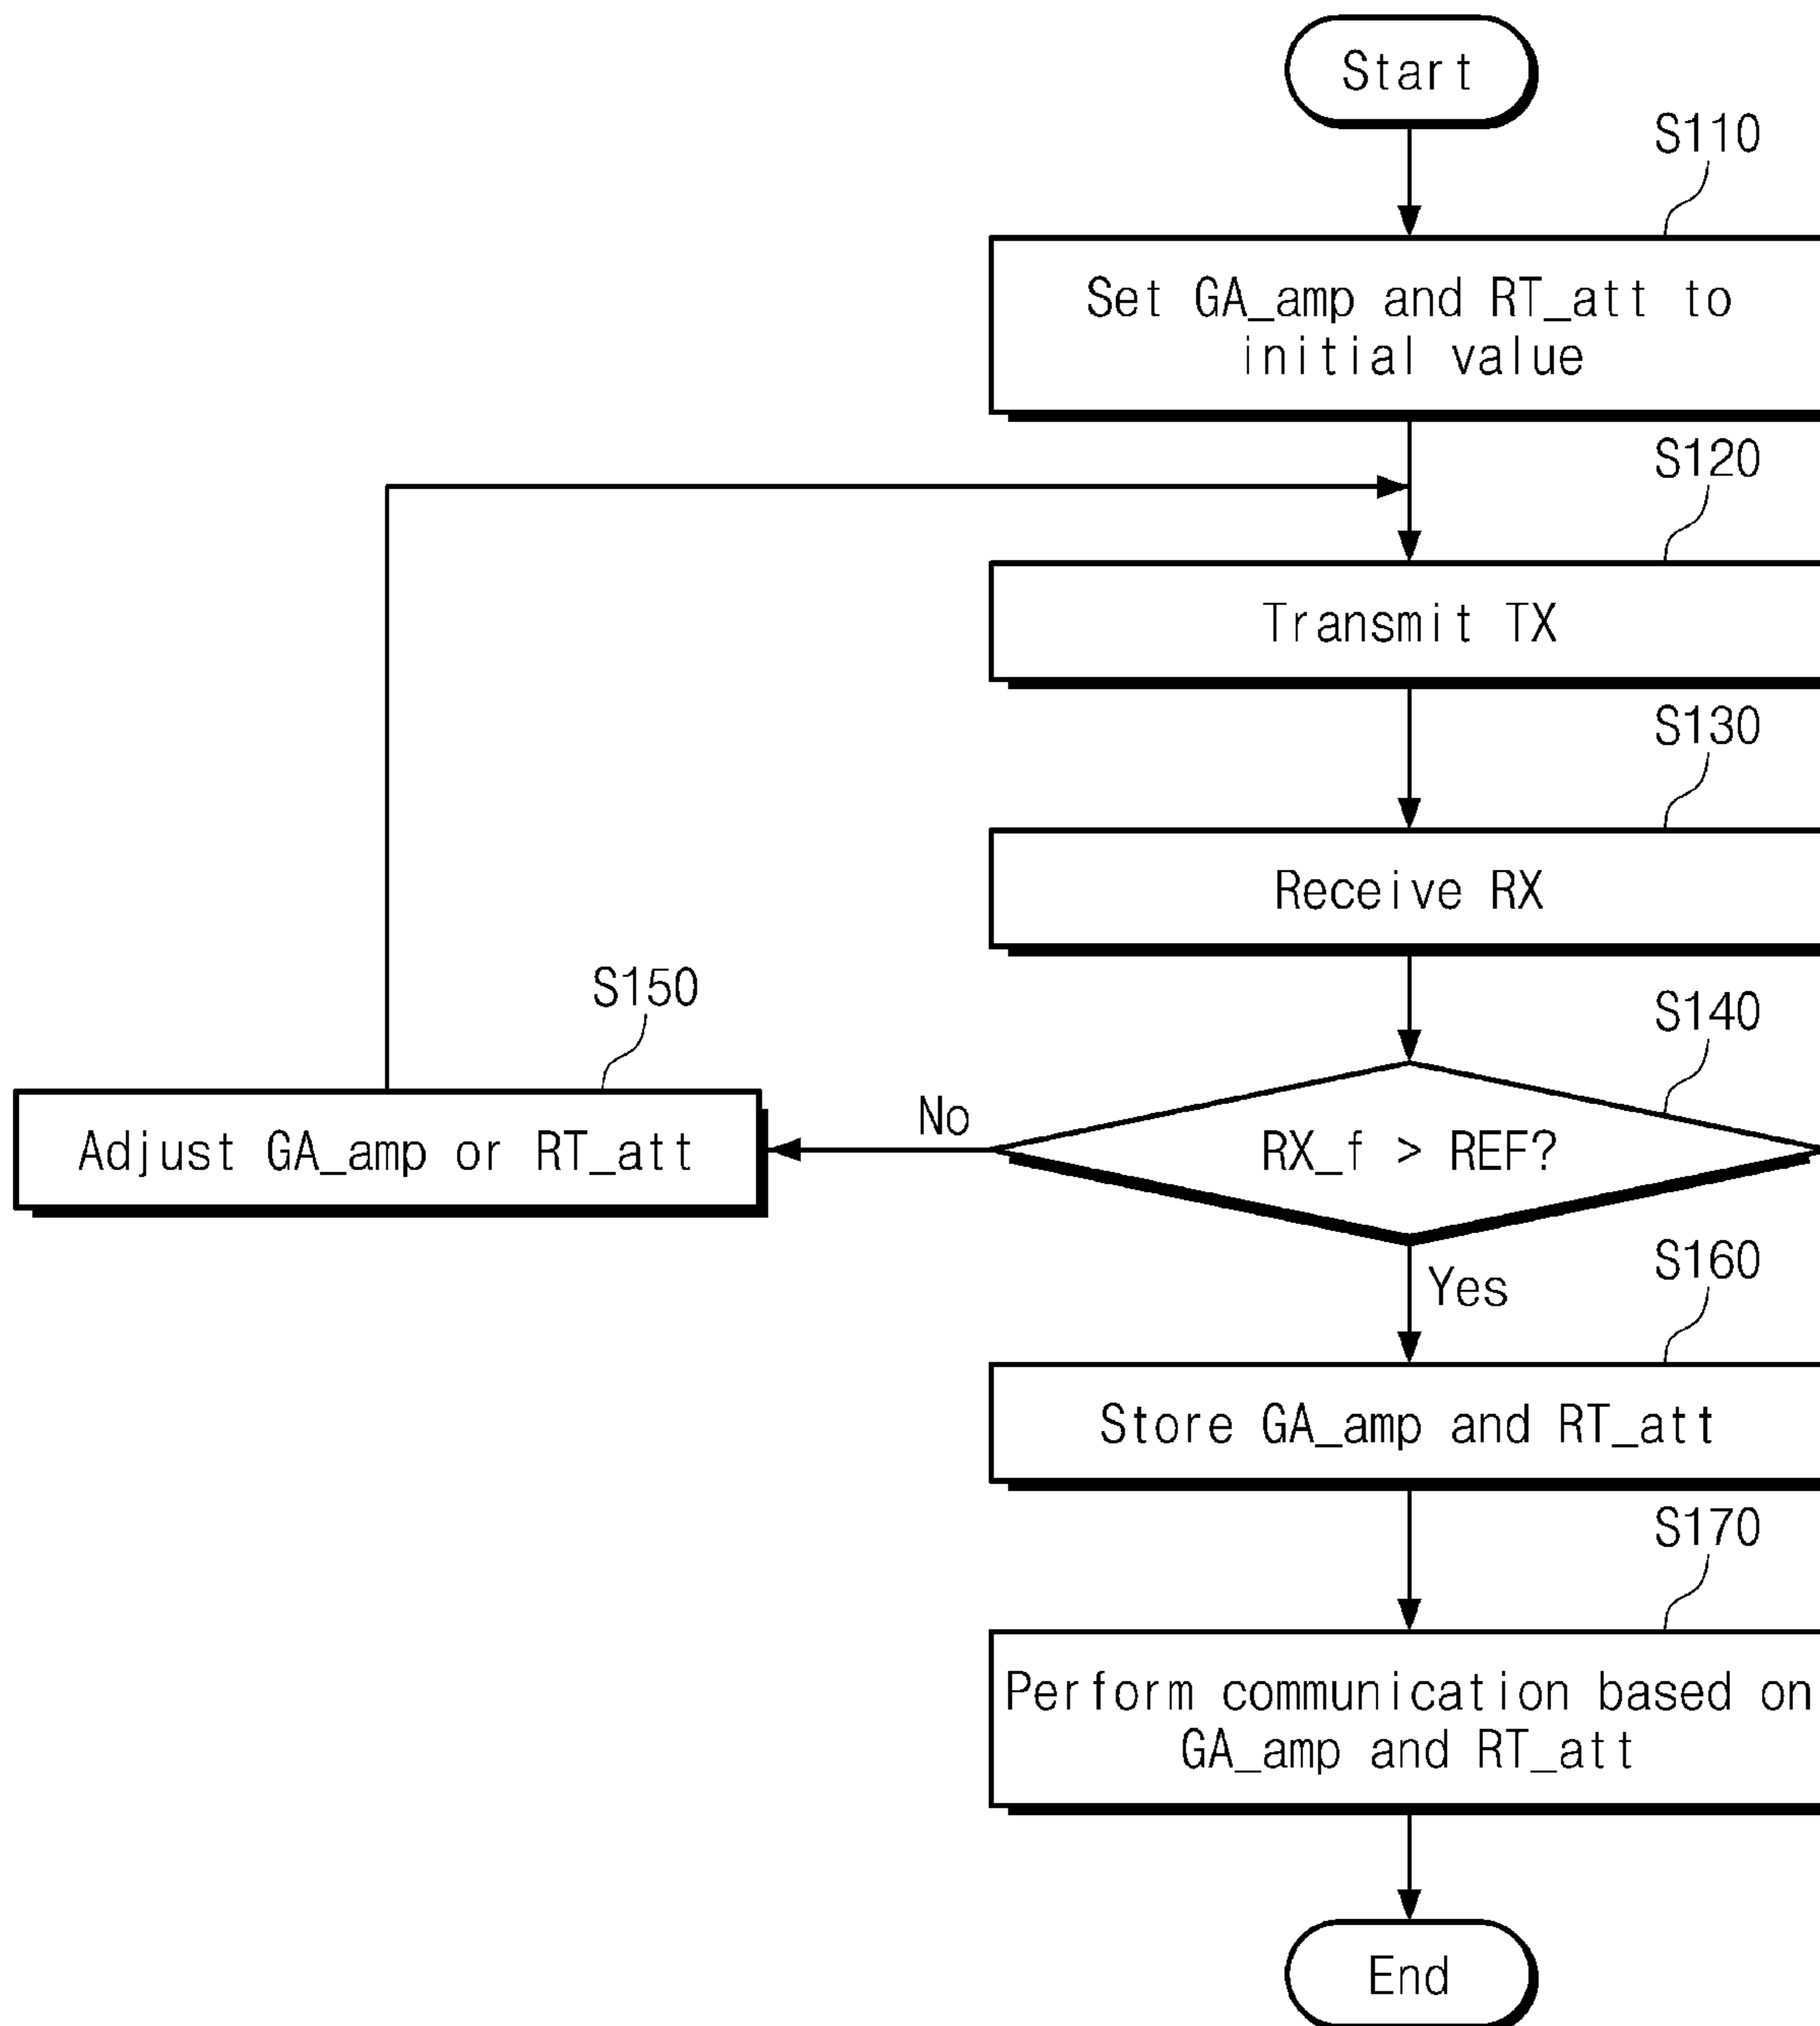 Start
S110
Set GA_amp and RT_att to
initial value
S120
Transmit TX
S130
Receive RX
S140
RX_f > REF?
No
S150
Adjust GA_amp or RT_att
Yes
S160
Store GA_amp and RT_att
S170
Perform communication based on
GA_amp and RT_att
End